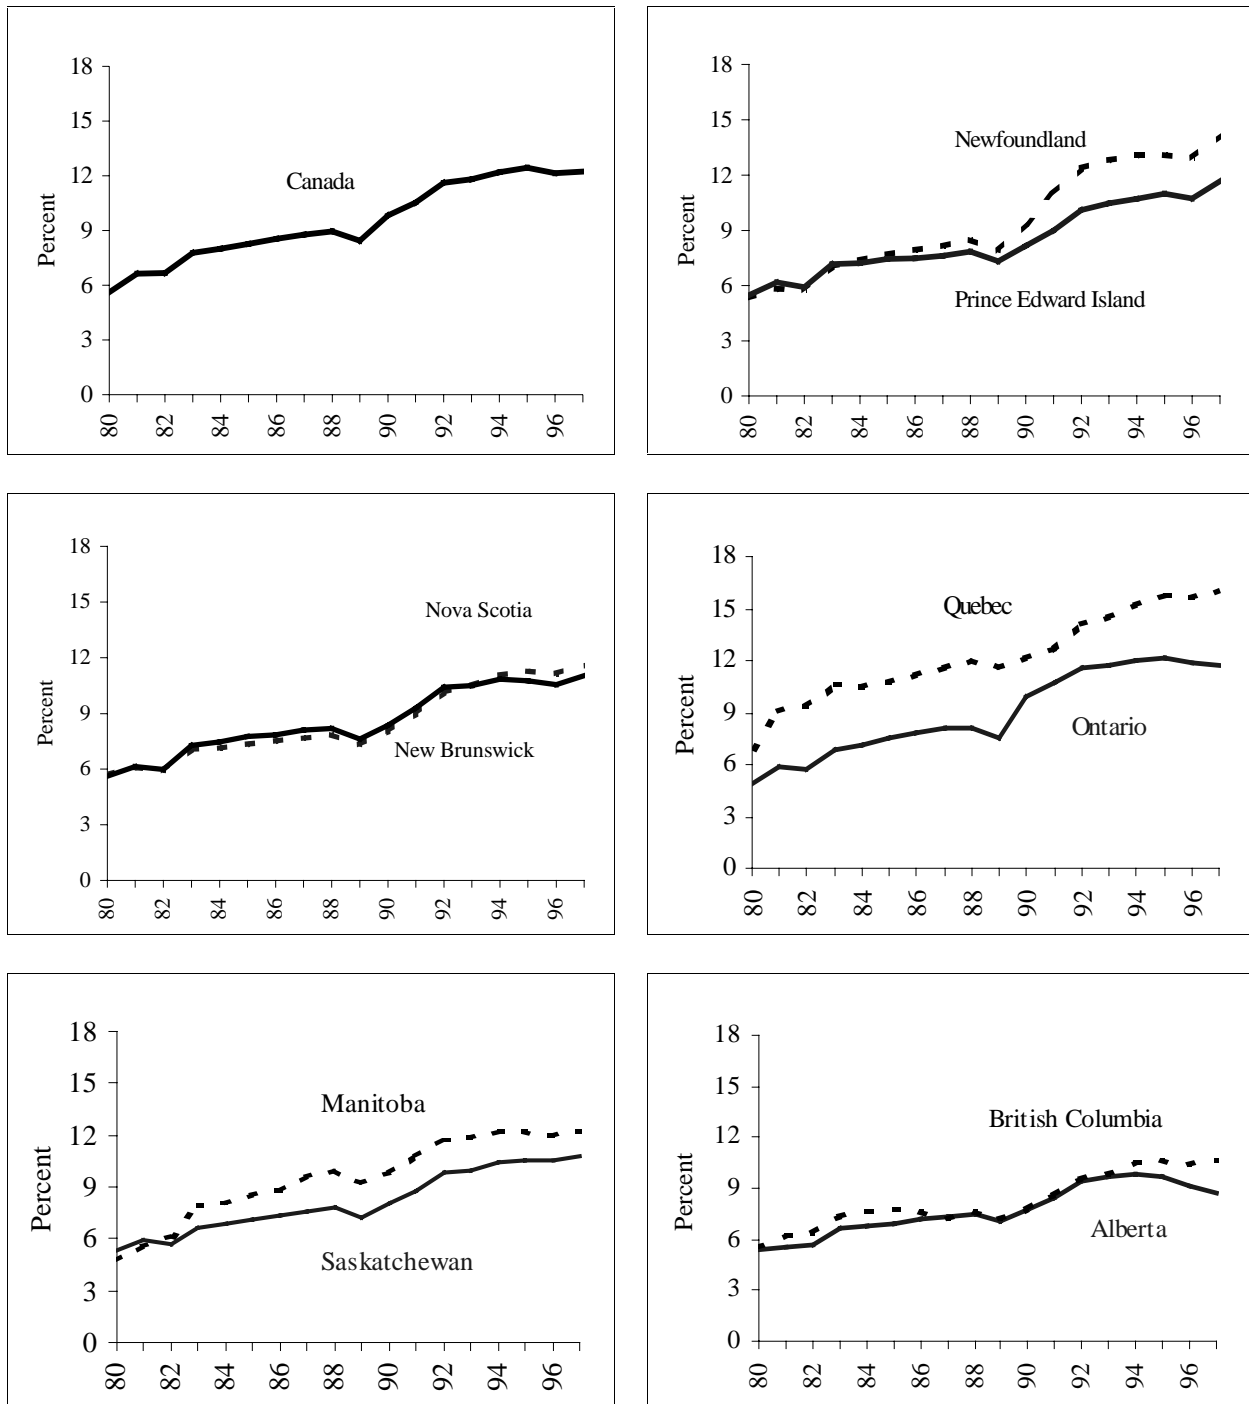 18
15
12
9
6
3
0
Percent
Canada
80 82 84 86 88 90 92 94 96
18
15
12
9
6
3
0
Percent
Newfoundland
Prince Edward Island
80 82 84 86 88 90 92 94 96
18
15
12
9
6
3
0
Percent
Nova Scotia
New Brunswick
80 82 84 86 88 90 92 94 96
18
15
12
9
6
3
0
Percent
Quebec
Ontario
80 82 84 86 88 90 92 94 96
18
15
12
9
6
3
0
Percent
Manitoba
Saskatchewan
80 82 84 86 88 90 92 94 96
18
15
12
9
6
3
0
Percent
British Columbia
Alberta
80 82 84 86 88 90 92 94 96